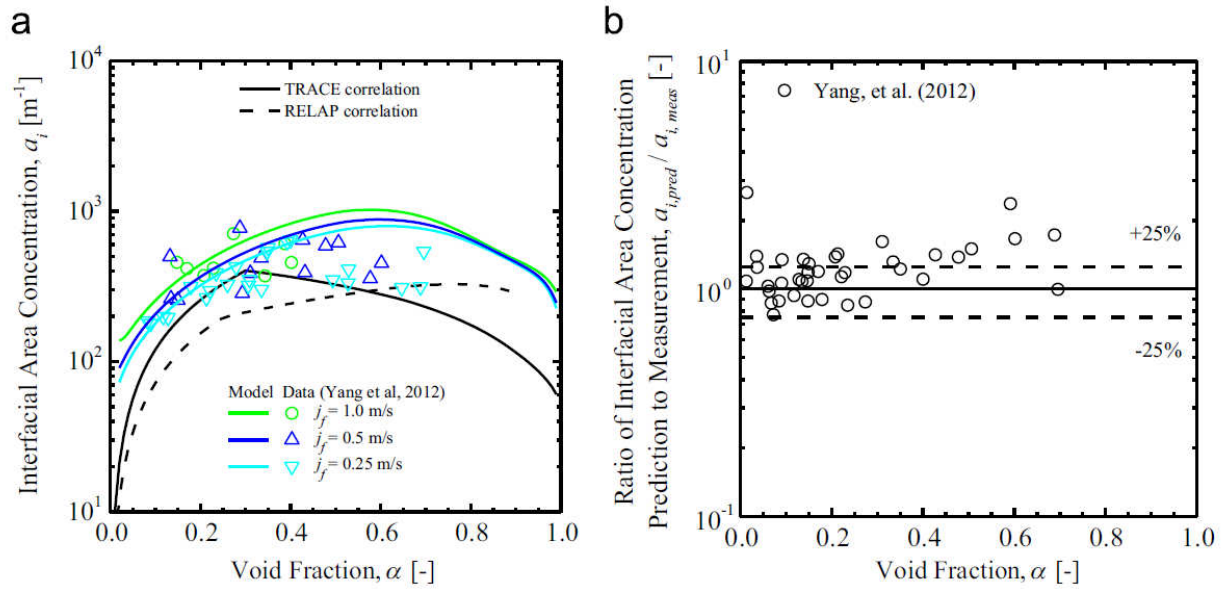 a
Interfacial Area Concentration, a_i [m⁻¹]
10⁴
10³
10²
10¹
TRACE correlation
RELAP correlation
Model Data (Yang et al, 2012)
j_f = 1.0 m/s
j_f = 0.5 m/s
j_f = 0.25 m/s
0.0 0.2 0.4 0.6 0.8 1.0
Void Fraction, α [-]
b
Ratio of Interfacial Area Concentration
Prediction to Measurement, a_{i,pred} / a_{i, meas} [-]
10¹
10⁰
10⁻¹
Yang, et al. (2012)
+25%
-25%
0.0 0.2 0.4 0.6 0.8 1.0
Void Fraction, α [-]